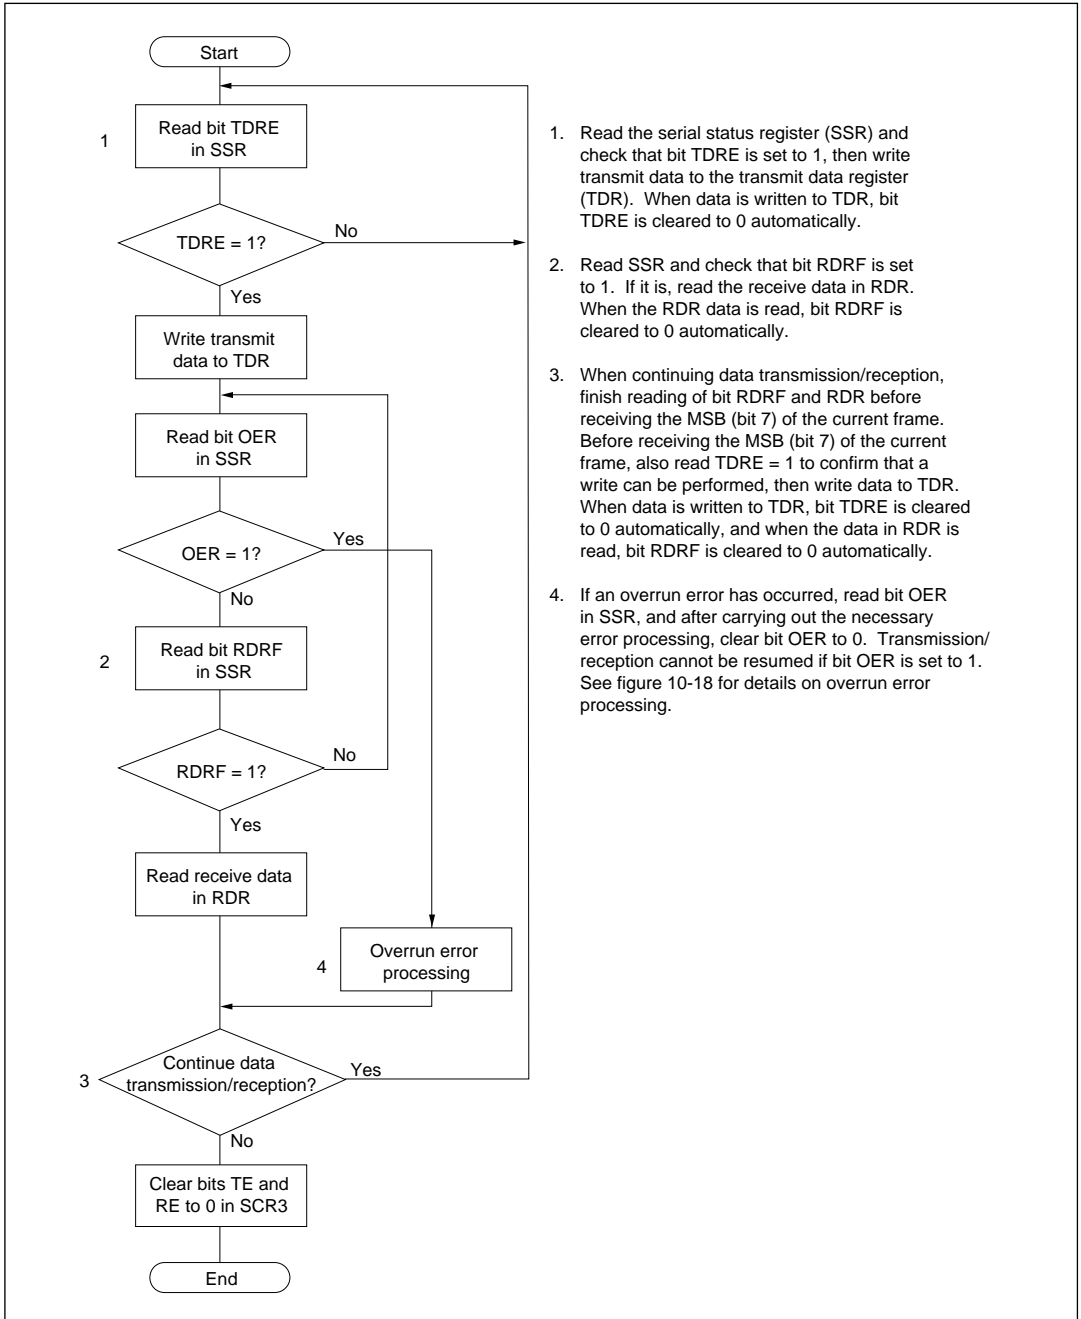 Start
1
Read bit TDRE
in SSR
TDRE = 1?
No
Yes
Write transmit
data to TDR
Read bit OER
in SSR
OER = 1?
Yes
No
2
Read bit RDRF
in SSR
RDRF = 1?
No
Yes
Read receive data
in RDR
4
Overrun error
processing
3
Continue data
transmission/reception?
Yes
No
Clear bits TE and
RE to 0 in SCR3
End
1. Read the serial status register (SSR) and
check that bit TDRE is set to 1, then write
transmit data to the transmit data register
(TDR). When data is written to TDR, bit
TDRE is cleared to 0 automatically.
2. Read SSR and check that bit RDRF is set
to 1. If it is, read the receive data in RDR.
When the RDR data is read, bit RDRF is
cleared to 0 automatically.
3. When continuing data transmission/reception,
finish reading of bit RDRF and RDR before
receiving the MSB (bit 7) of the current frame.
Before receiving the MSB (bit 7) of the current
frame, also read TDRE = 1 to confirm that a
write can be performed, then write data to TDR.
When data is written to TDR, bit TDRE is cleared
to 0 automatically, and when the data in RDR is
read, bit RDRF is cleared to 0 automatically.
4. If an overrun error has occurred, read bit OER
in SSR, and after carrying out the necessary
error processing, clear bit OER to 0. Transmission/
reception cannot be resumed if bit OER is set to 1.
See figure 10-18 for details on overrun error
processing.